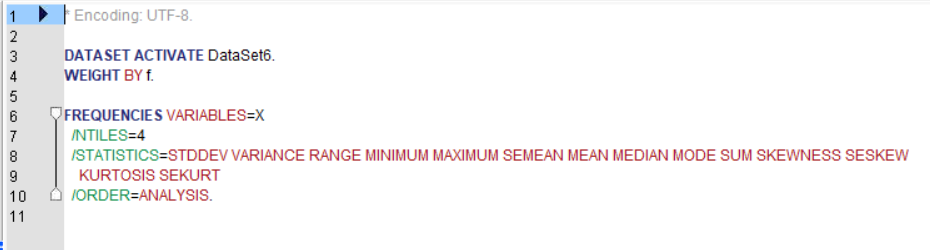 1 * Encoding: UTF-8.
2
3 DATASET ACTIVATE DataSet6.
4 WEIGHT BY f.
5
6 FREQUENCIES VARIABLES=X
7 /NTILES=4
8 /STATISTICS=STDDEV VARIANCE RANGE MINIMUM MAXIMUM SEMEAN MEAN MEDIAN MODE SUM SKEWNESS SESKEW
9 KURTOSIS SEKURT
10 /ORDER=ANALYSIS.
11